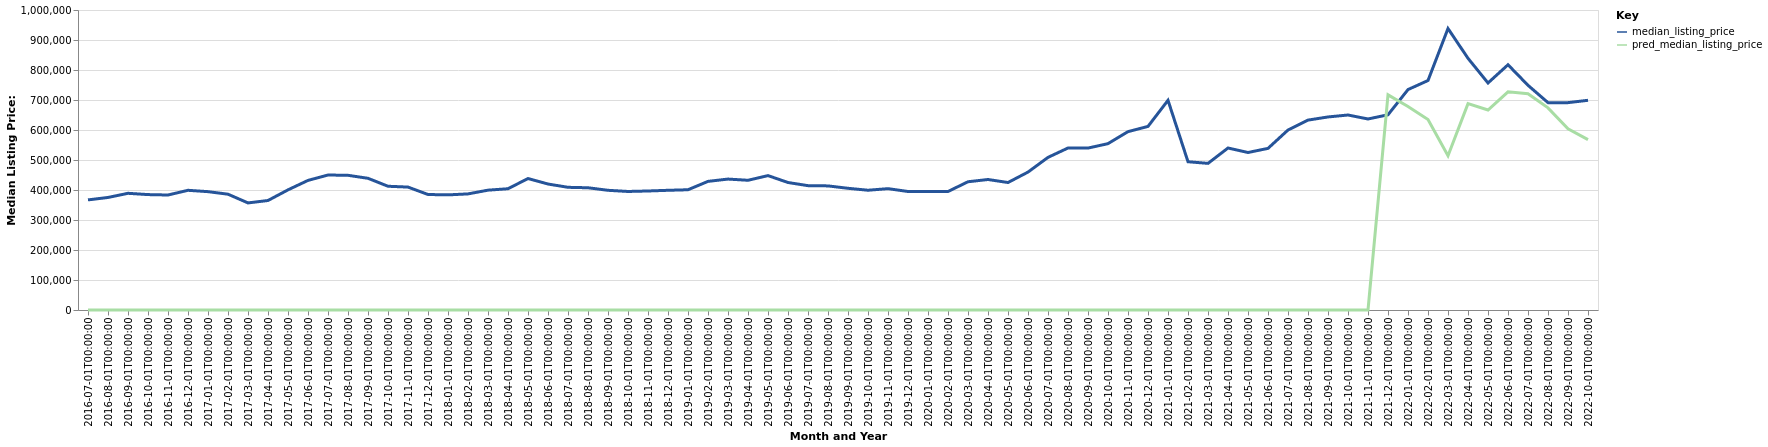 1,000,000
900,000
800,000
700,000
600,000
500,000
400,000
300,000
200,000
100,000
0
Median Listing Price:
2016-07-01T00:00:00
2016-08-01T00:00:00
2016-09-01T00:00:00
2016-10-01T00:00:00
2016-11-01T00:00:00
2016-12-01T00:00:00
2017-01-01T00:00:00
2017-02-01T00:00:00
2017-03-01T00:00:00
2017-04-01T00:00:00
2017-05-01T00:00:00
2017-06-01T00:00:00
2017-07-01T00:00:00
2017-08-01T00:00:00
2017-09-01T00:00:00
2017-10-01T00:00:00
2017-11-01T00:00:00
2017-12-01T00:00:00
2018-01-01T00:00:00
2018-02-01T00:00:00
2018-03-01T00:00:00
2018-04-01T00:00:00
2018-05-01T00:00:00
2018-06-01T00:00:00
2018-07-01T00:00:00
2018-08-01T00:00:00
2018-09-01T00:00:00
2018-10-01T00:00:00
2018-11-01T00:00:00
2018-12-01T00:00:00
2019-01-01T00:00:00
2019-02-01T00:00:00
2019-03-01T00:00:00
2019-04-01T00:00:00
2019-05-01T00:00:00
2019-06-01T00:00:00
2019-07-01T00:00:00
2019-08-01T00:00:00
2019-09-01T00:00:00
2019-10-01T00:00:00
2019-11-01T00:00:00
2019-12-01T00:00:00
2020-01-01T00:00:00
2020-02-01T00:00:00
2020-03-01T00:00:00
2020-04-01T00:00:00
2020-05-01T00:00:00
2020-06-01T00:00:00
2020-07-01T00:00:00
2020-08-01T00:00:00
2020-09-01T00:00:00
2020-10-01T00:00:00
2020-11-01T00:00:00
2020-12-01T00:00:00
2021-01-01T00:00:00
2021-02-01T00:00:00
2021-03-01T00:00:00
2021-04-01T00:00:00
2021-05-01T00:00:00
2021-06-01T00:00:00
2021-07-01T00:00:00
2021-08-01T00:00:00
2021-09-01T00:00:00
2021-10-01T00:00:00
2021-11-01T00:00:00
2021-12-01T00:00:00
2022-01-01T00:00:00
2022-02-01T00:00:00
2022-03-01T00:00:00
2022-04-01T00:00:00
2022-05-01T00:00:00
2022-06-01T00:00:00
2022-07-01T00:00:00
2022-08-01T00:00:00
2022-09-01T00:00:00
2022-10-01T00:00:00
Month and Year
Key
median_listing_price
pred_median_listing_price